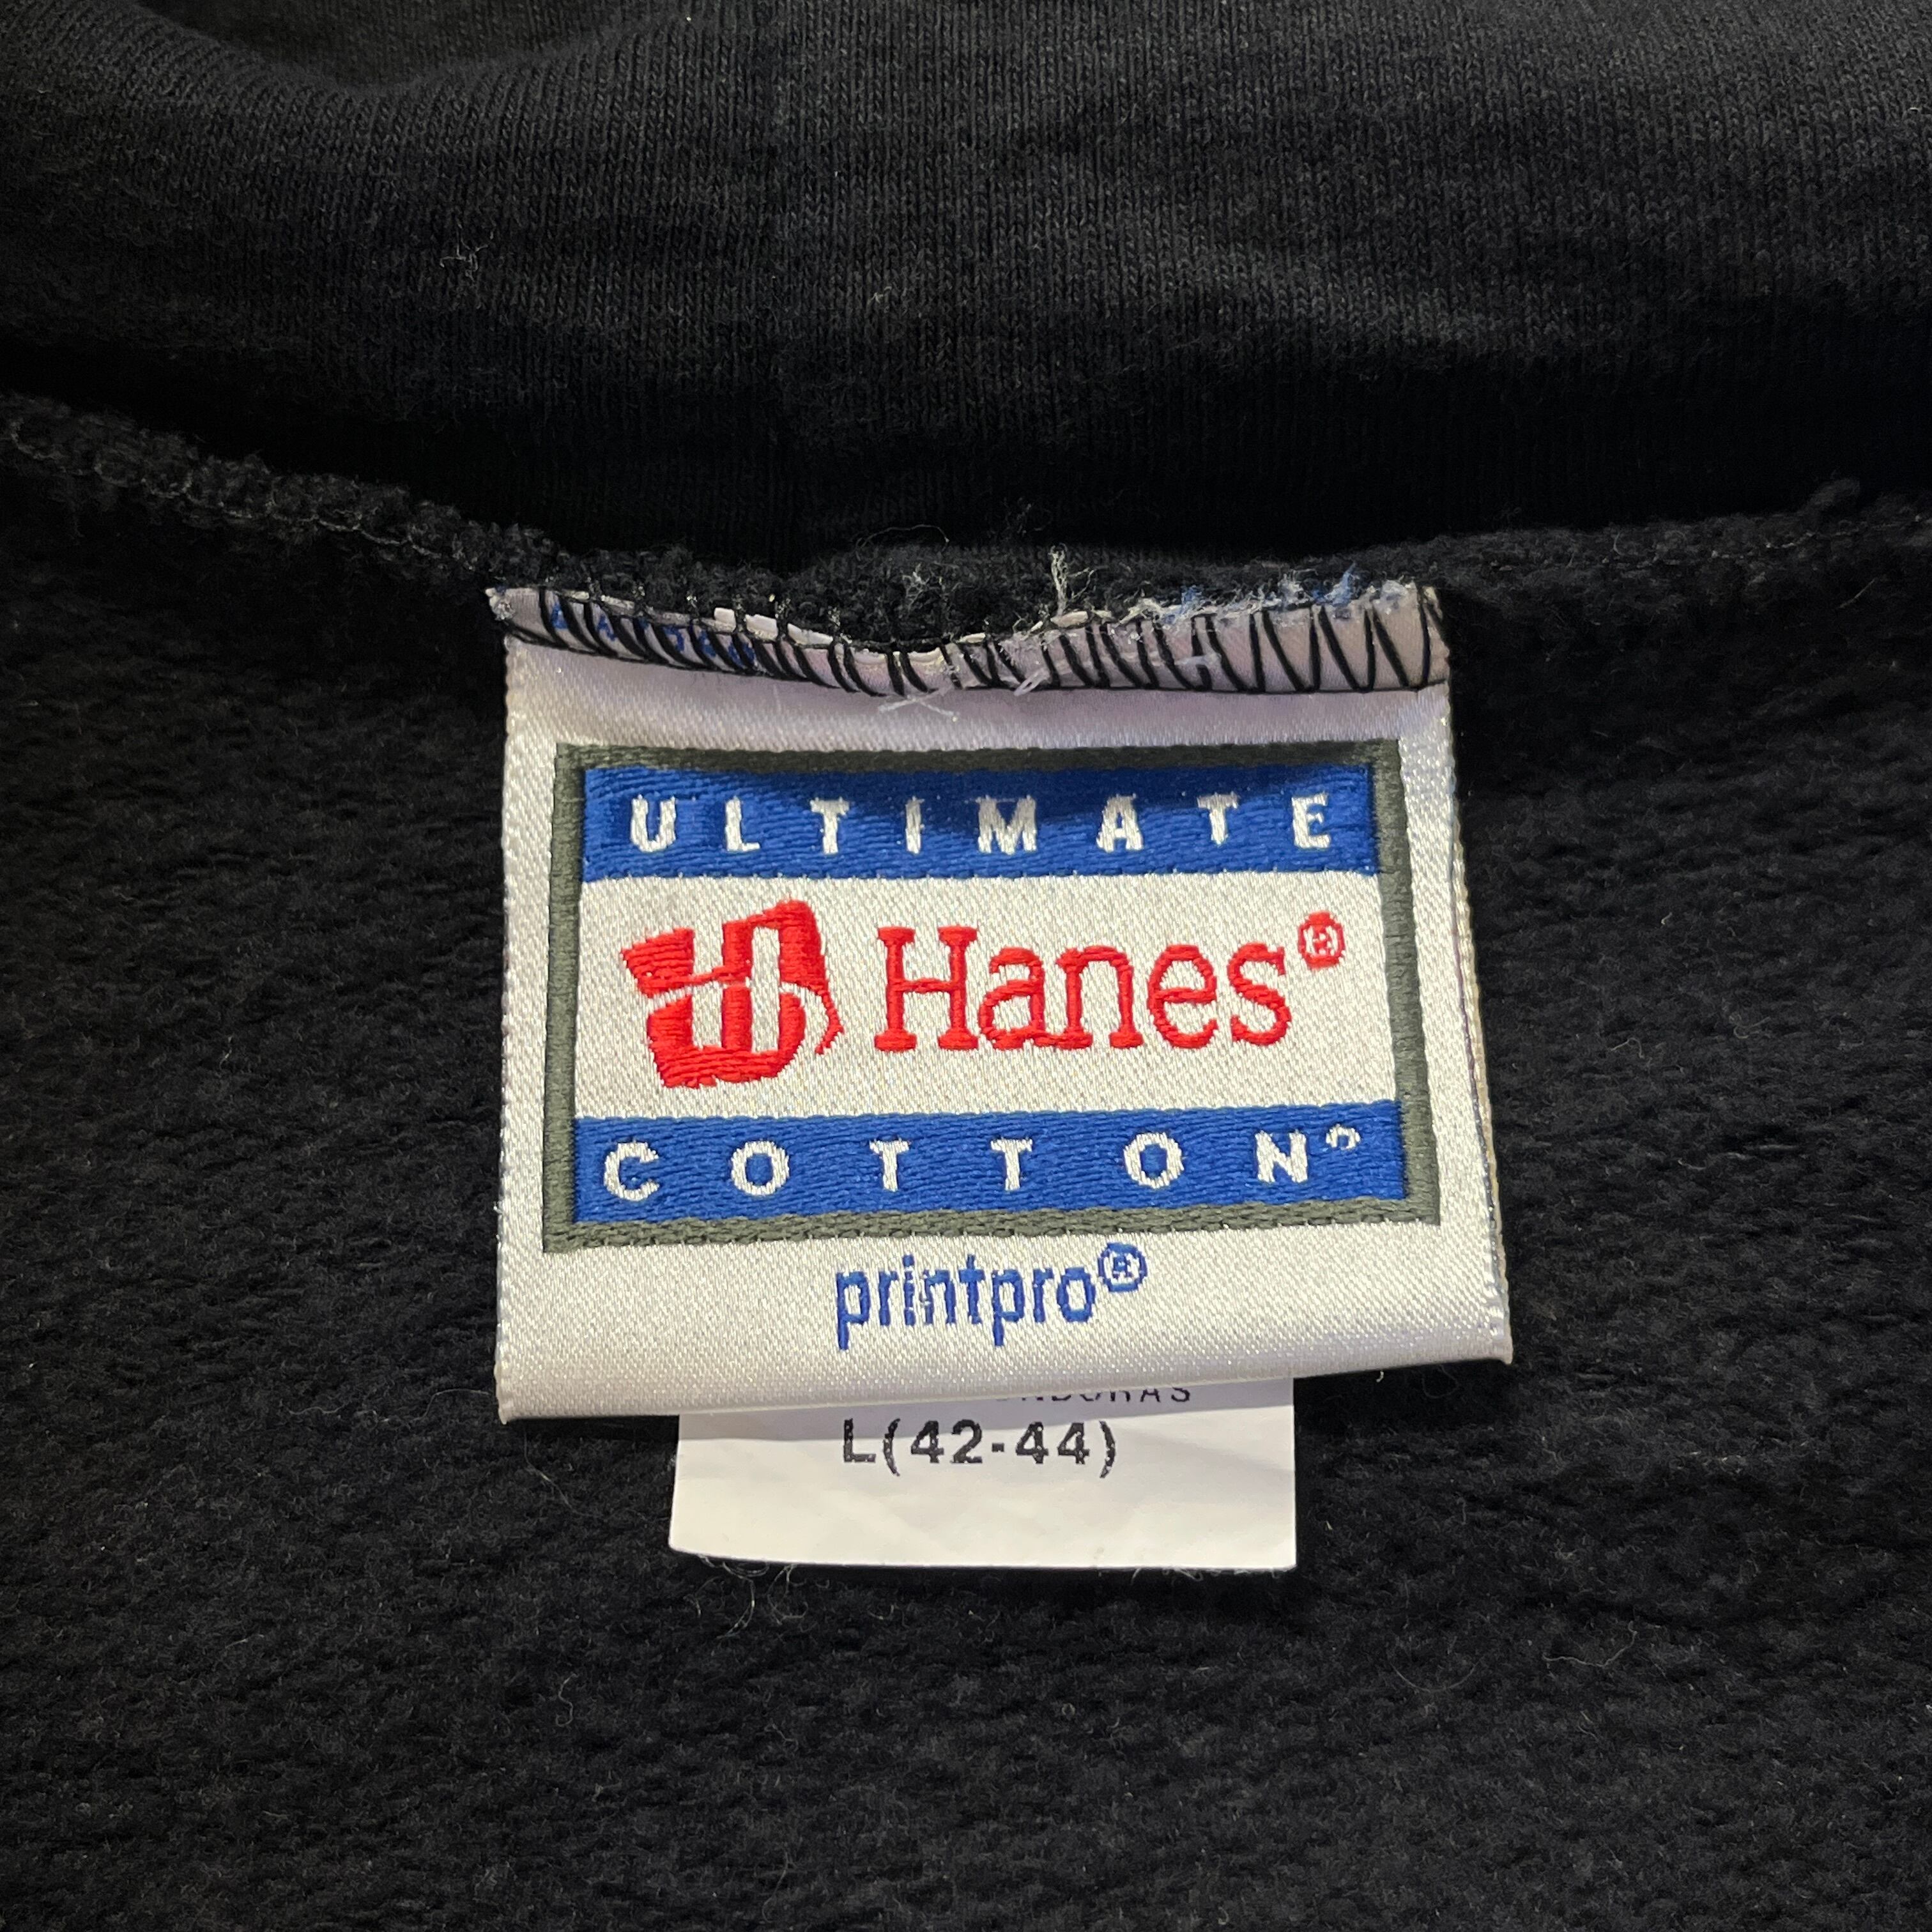 ULTIMATE
Hanes®
COTTON®
printpro®
L(42-44)